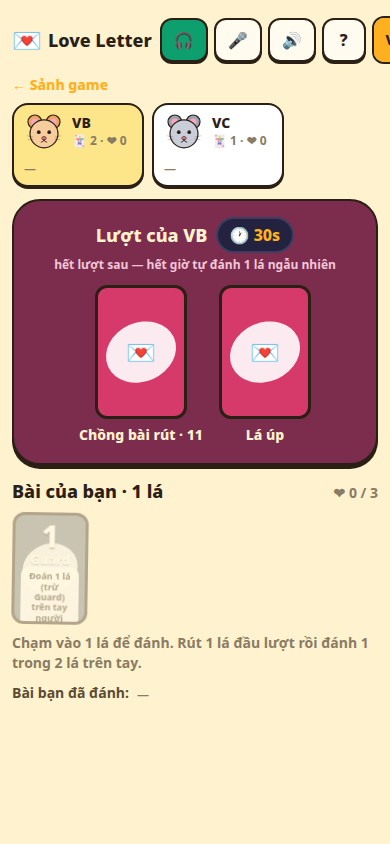 Love Letter
?
← Sảnh game
VB
2 · ❤ 0
—
VC
1 · ❤ 0
—
Lượt của VB 30s
hết lượt sau — hết giờ tự đánh 1 lá ngẫu nhiên
Chồng bài rút · 11
Lá úp
Bài của bạn · 1 lá
❤ 0 / 3
1
Guard
Đoán 1 lá
(trừ
Guard)
trên tay
người
Chạm vào 1 lá để đánh. Rút 1 lá đầu lượt rồi đánh 1
trong 2 lá trên tay.
Bài bạn đã đánh: —